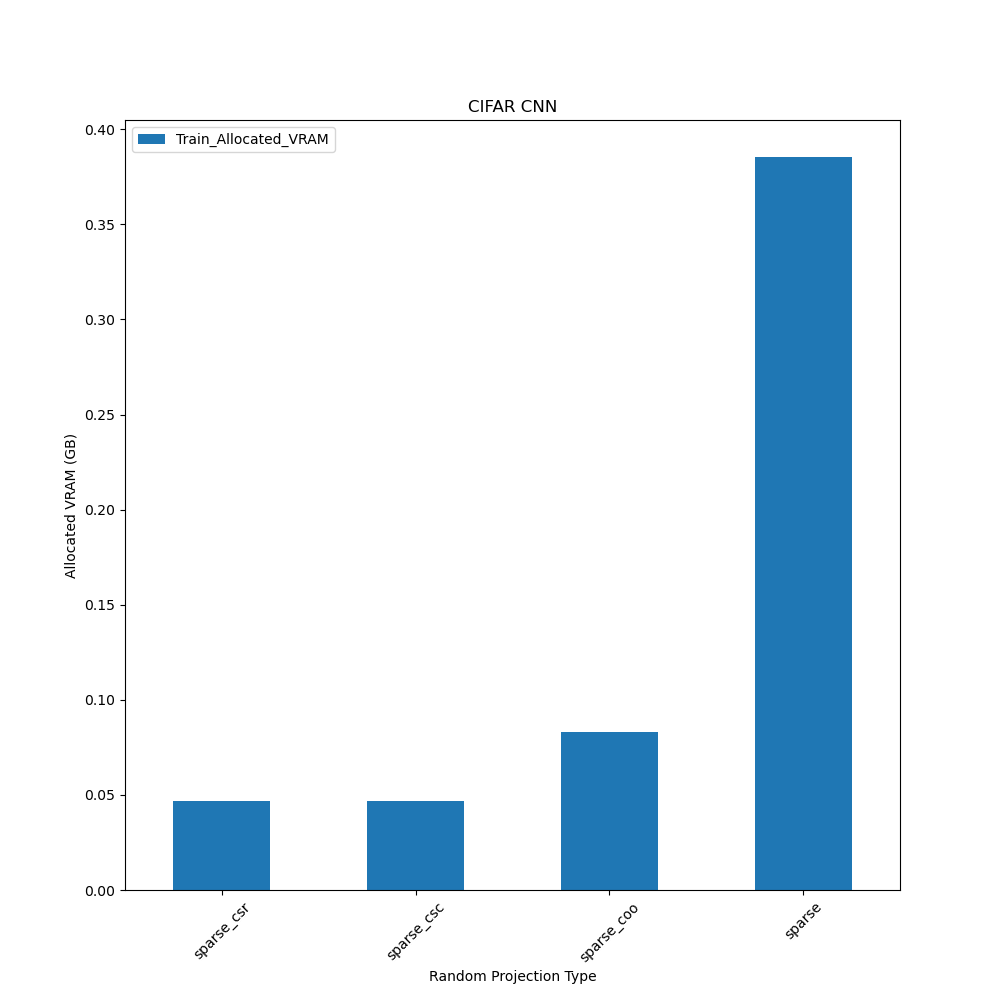 CIFAR CNN
Train_Allocated_VRAM
0.40
0.35
0.30
0.25
0.20
0.15
0.10
0.05
0.00
Allocated VRAM (GB)
sparse_csr
sparse_csc
sparse_coo
sparse
Random Projection Type